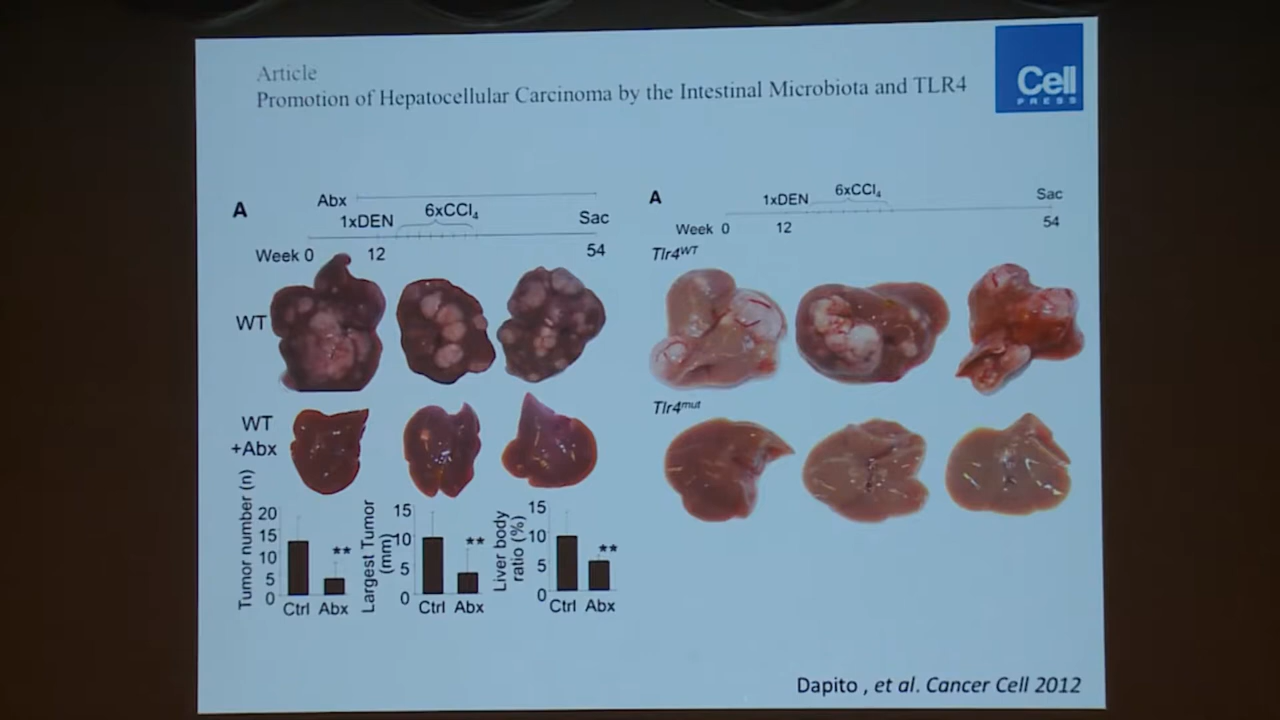 Article
Promotion of Hepatocellular Carcinoma by the Intestinal Microbiota and TLR4
Cell
PRESS
A
Abx
1xDEN
6xCCl4
Sac
Week 0
12
54
WT
WT
+Abx
Tumor number (n)
20
15
10
5
0
**
Ctrl Abx
Largest Tumor
(mm)
15
10
5
0
**
Ctrl Abx
Liver body
ratio (%)
15
10
5
0
**
Ctrl Abx
A
1xDEN
6xCCl4
Sac
Week 0
12
54
Tlr4WT
Tlr4mut
Dapito , et al. Cancer Cell 2012